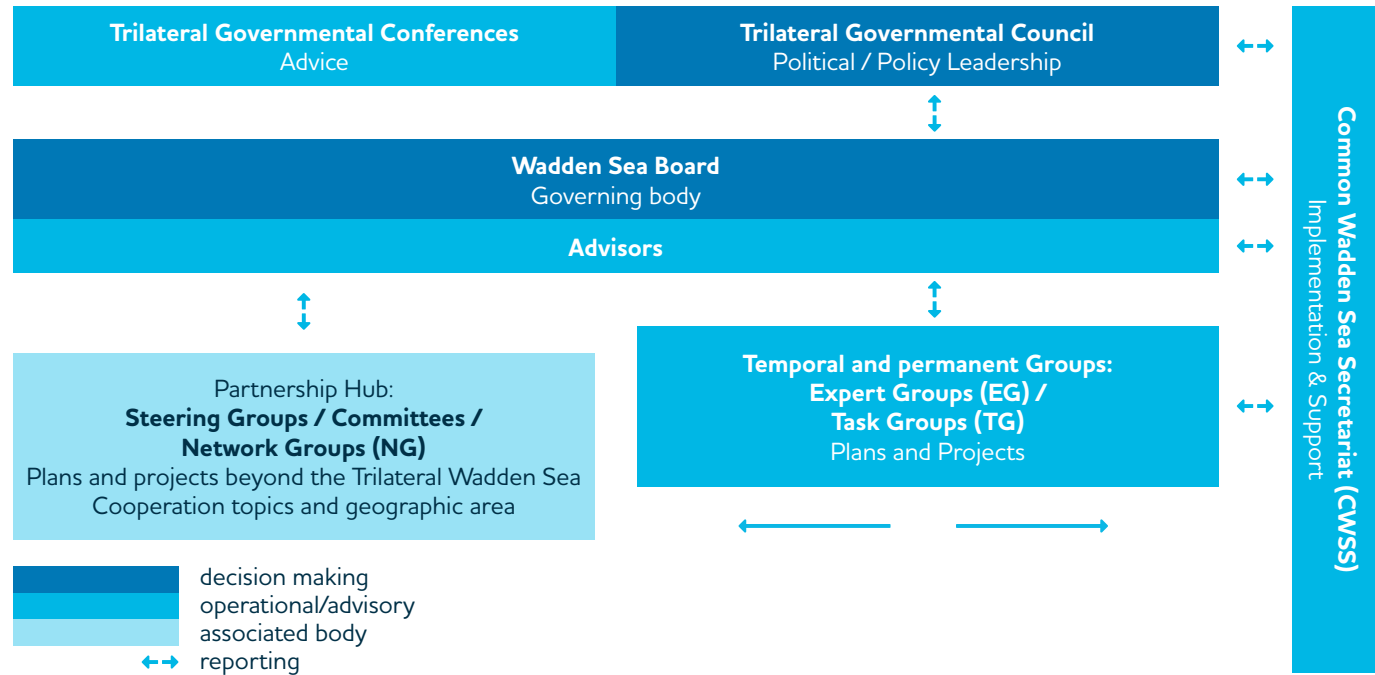 Trilateral Governmental Conferences
Advice
Trilateral Governmental Council
Political / Policy Leadership
Wadden Sea Board
Governing body
Advisors
Partnership Hub:
Steering Groups / Committees /
Network Groups (NG)
Plans and projects beyond the Trilateral Wadden Sea
Cooperation topics and geographic area
Temporal and permanent Groups:
Expert Groups (EG) /
Task Groups (TG)
Plans and Projects
Common Wadden Sea Secretariat (CWSS)
Implementation & Support
decision making
operational/advisory
associated body
reporting